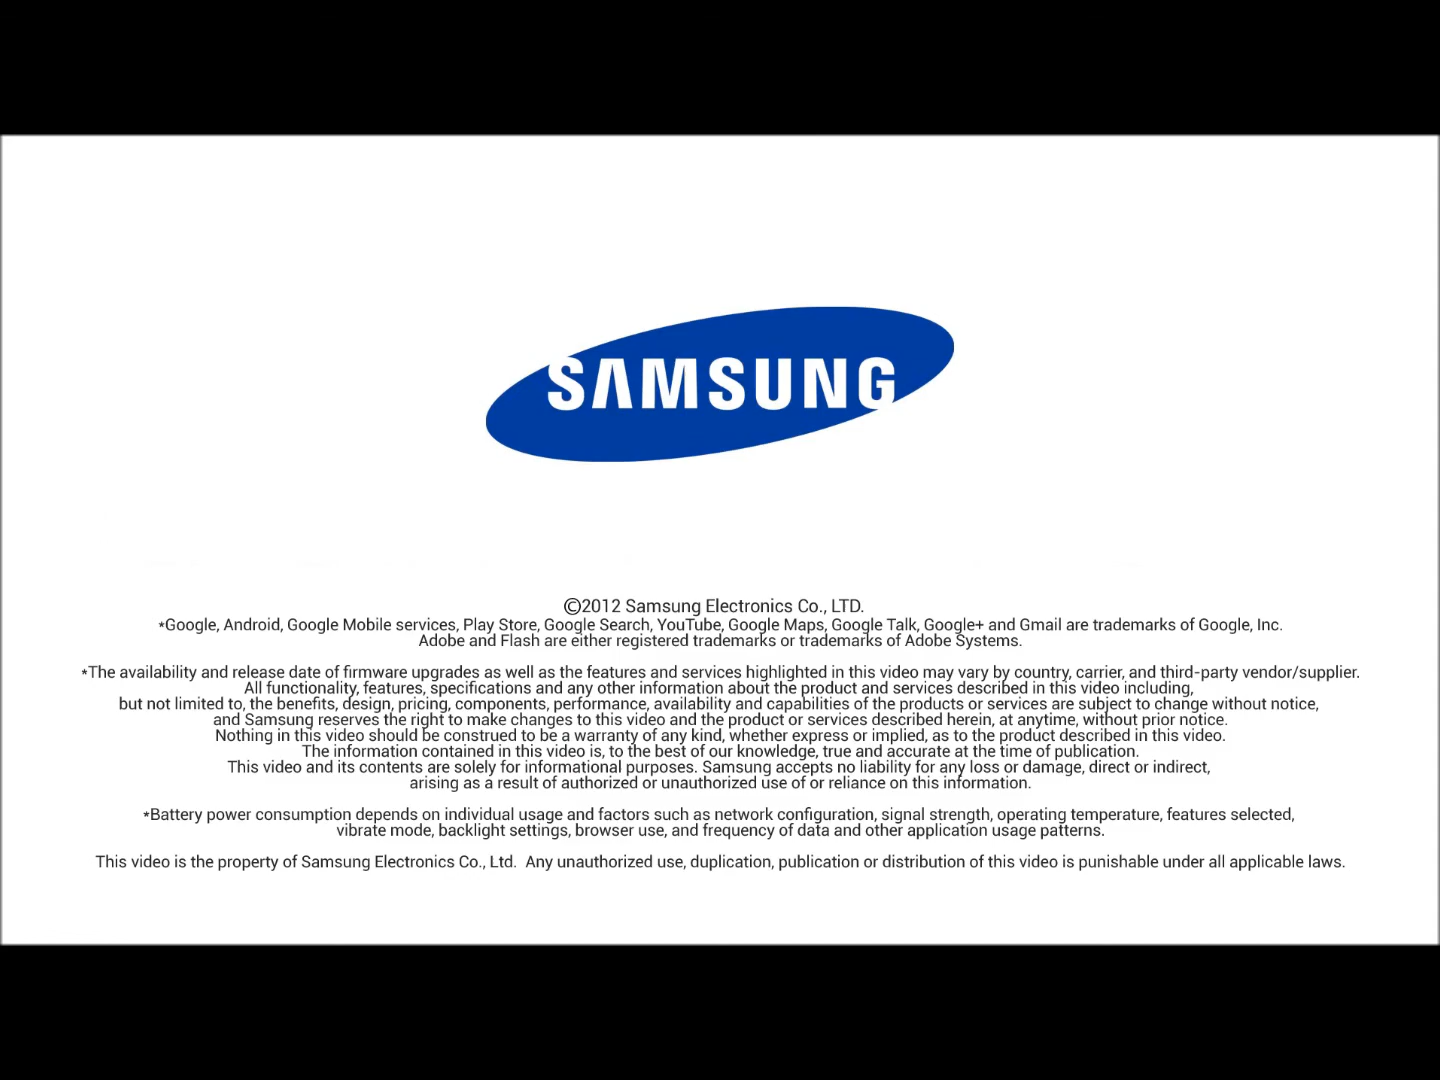 SAMSUNG
©2012 Samsung Electronics Co., LTD.
*Google, Android, Google Mobile services, Play Store, Google Search, YouTube, Google Maps, Google Talk, Google+ and Gmail are trademarks of Google, Inc.
Adobe and Flash are either registered trademarks or trademarks of Adobe Systems.
*The availability and release date of firmware upgrades as well as the features and services highlighted in this video may vary by country, carrier, and third-party vendor/supplier.
All functionality, features, specifications and any other information about the product and services described in this video including,
but not limited to, the benefits, design, pricing, components, performance, availability and capabilities of the products or services are subject to change without notice,
and Samsung reserves the right to make changes to this video and the product or services described herein, at anytime, without prior notice.
Nothing in this video should be construed to be a warranty of any kind, whether express or implied, as to the product described in this video.
The information contained in this video is, to the best of our knowledge, true and accurate at the time of publication.
This video and its contents are solely for informational purposes. Samsung accepts no liability for any loss or damage, direct or indirect,
arising as a result of authorized or unauthorized use of or reliance on this information.
*Battery power consumption depends on individual usage and factors such as network configuration, signal strength, operating temperature, features selected,
vibrate mode, backlight settings, browser use, and frequency of data and other application usage patterns.
This video is the property of Samsung Electronics Co., Ltd.  Any unauthorized use, duplication, publication or distribution of this video is punishable under all applicable laws.